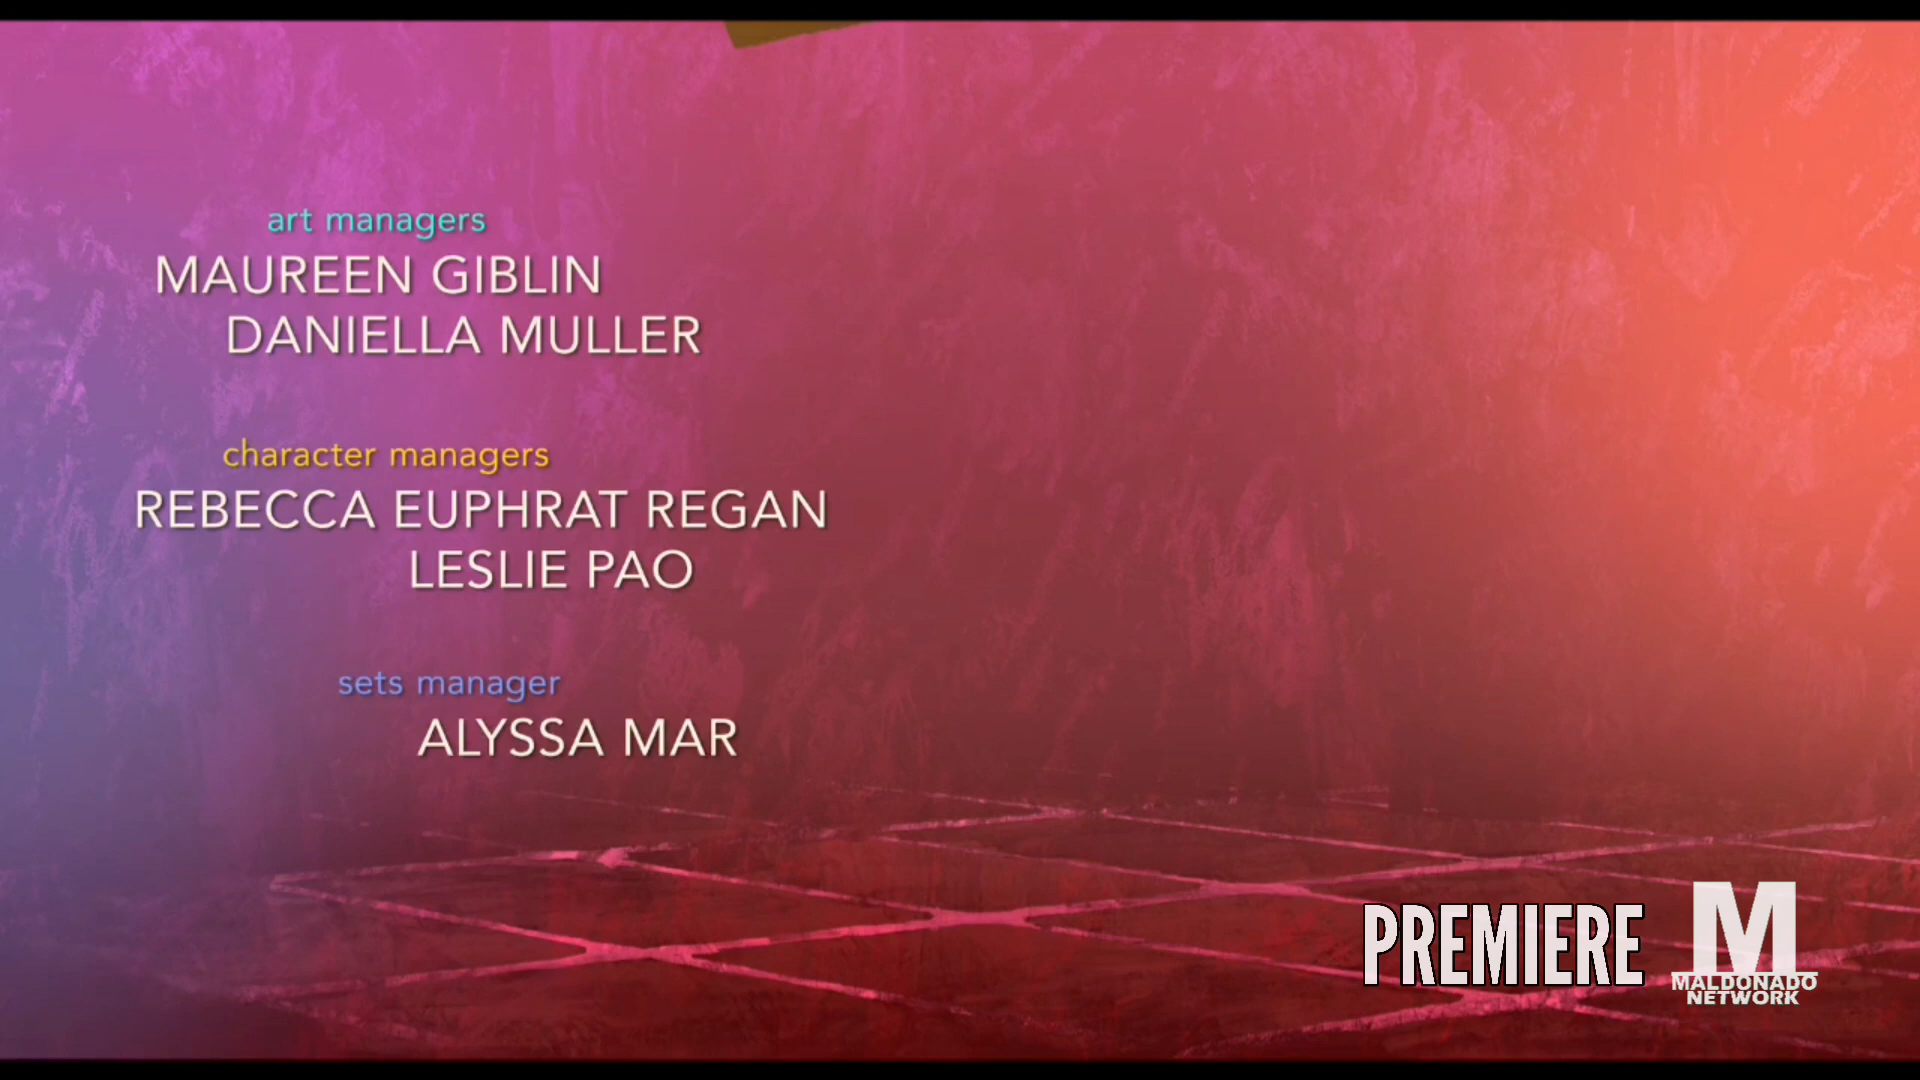 art managers
MAUREEN GIBLIN
DANIELLA MULLER
character managers
REBECCA EUPHRAT REGAN
LESLIE PAO
sets manager
ALYSSA MAR
PREMIERE
M
MALDONADO
NETWORK